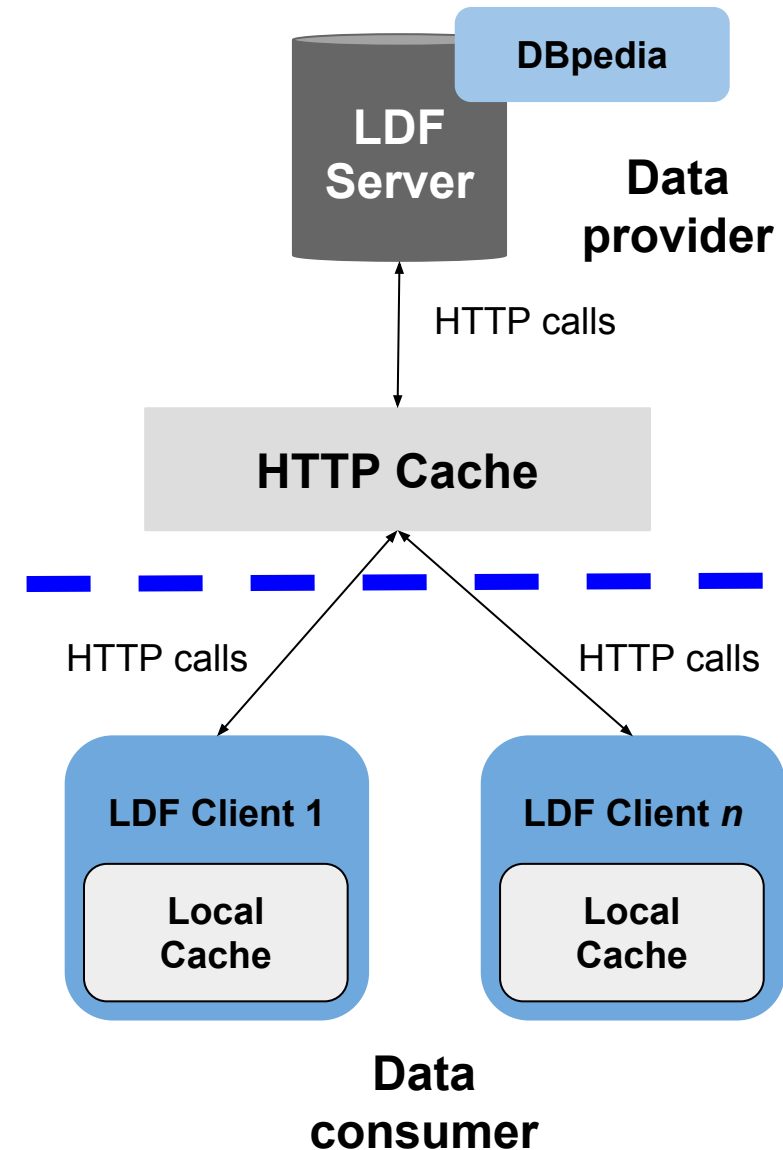 DBpedia
LDF
Server
Data
provider
HTTP calls
HTTP Cache
HTTP calls
HTTP calls
LDF Client 1
Local
Cache
LDF Client n
Local
Cache
Data
consumer